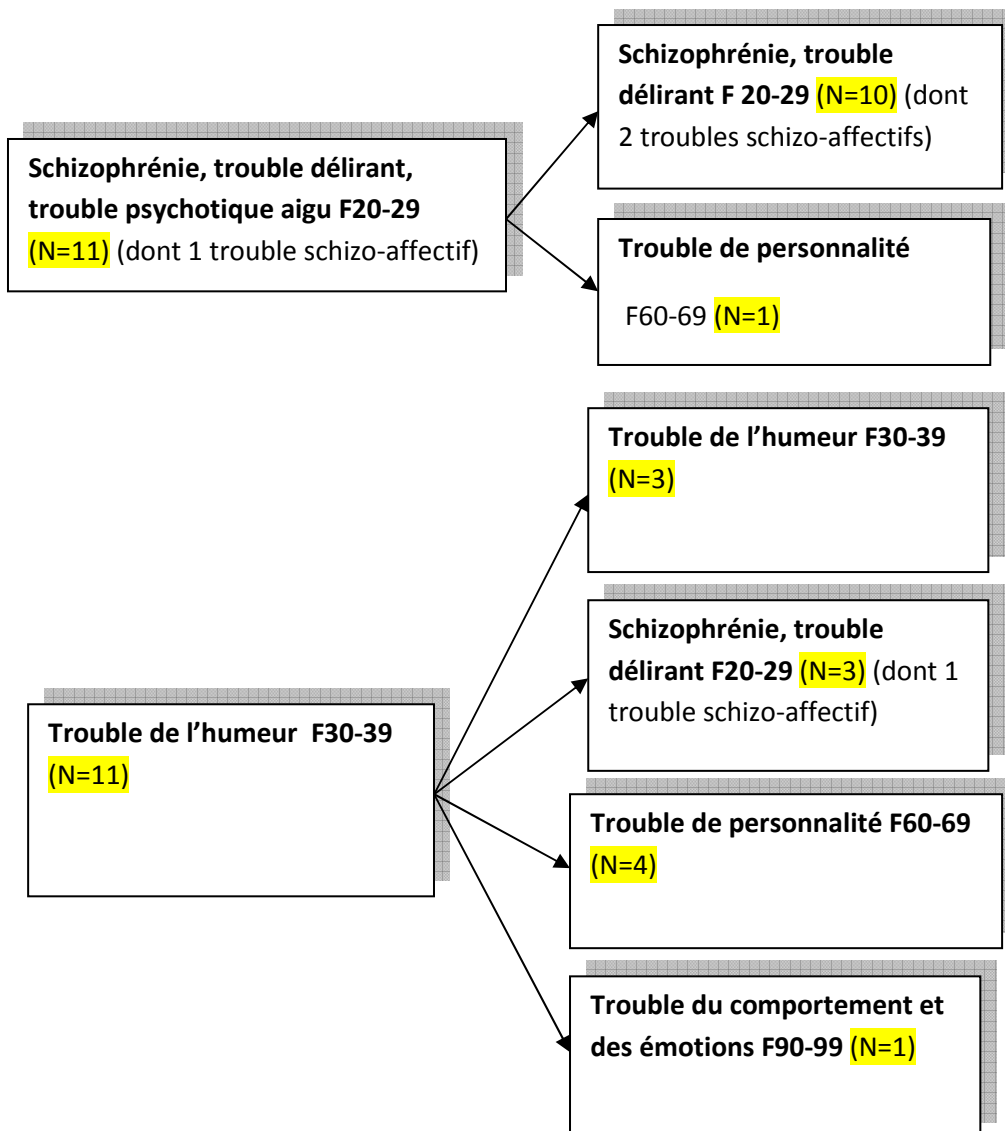 Schizophrénie, trouble délirant,
trouble psychotique aigu F20-29
(N=11) (dont 1 trouble schizo-affectif)
Schizophrénie, trouble
délirant F 20-29 (N=10) (dont
2 troubles schizo-affectifs)
Trouble de personnalité
F60-69 (N=1)
Trouble de l’humeur F30-39
(N=11)
Trouble de l’humeur F30-39
(N=3)
Schizophrénie, trouble
délirant F20-29 (N=3) (dont 1
trouble schizo-affectif)
Trouble de personnalité F60-69
(N=4)
Trouble du comportement et
des émotions F90-99 (N=1)